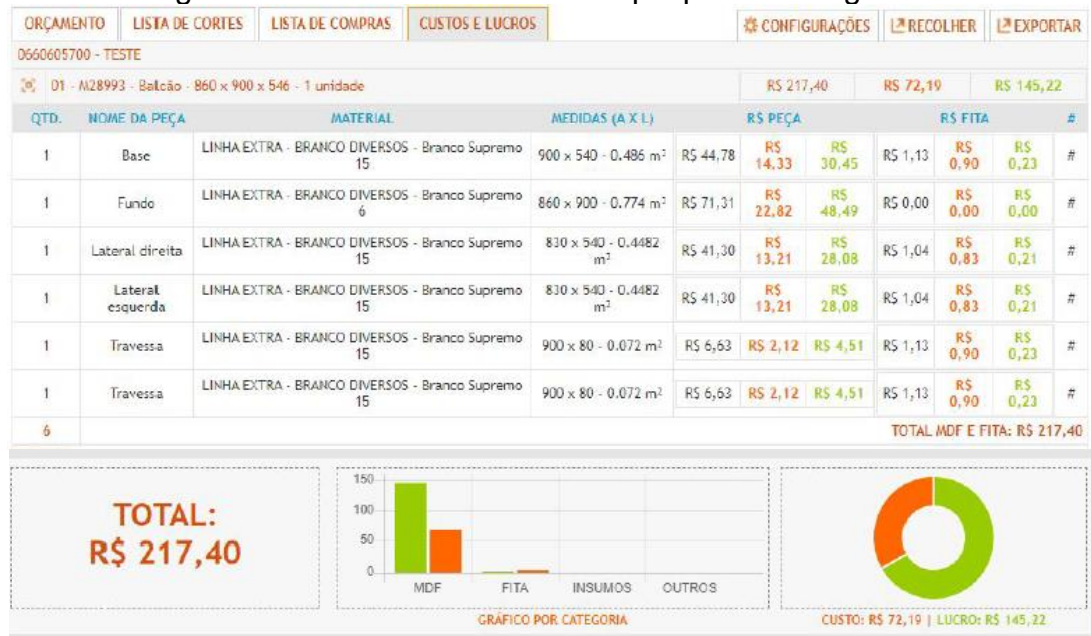 ORÇAMENTO LISTA DE CORTES LISTA DE COMPRAS CUSTOS E LUCROS CONFIGURAÇÕES RECOLHER EXPORTAR
0660605700 - TESTE
D1 - M28993 - Balcão - 860 x 900 x 546 - 1 unidade R$ 217,40 R$ 72,19 R$ 145,22
QTD. NOME DA PEÇA MATERIAL MEDIDAS (A X L) R$ PEÇA R$ FITA #
1 Base LINHA EXTRA - BRANCO DIVERSOS - Branco Supremo 15 900 x 540 - 0.486 m² R$ 44,78 R$ 14,33 R$ 30,45 R$ 1,13 R$ 0,90 R$ 0,23 #
1 Fundo LINHA EXTRA - BRANCO DIVERSOS - Branco Supremo 6 860 x 900 - 0.774 m² R$ 71,31 R$ 22,82 R$ 48,49 R$ 0,00 R$ 0,00 R$ 0,00 #
1 Lateral direita LINHA EXTRA - BRANCO DIVERSOS - Branco Supremo 15 830 x 540 - 0.4482 m² R$ 41,30 R$ 13,21 R$ 28,08 R$ 1,04 R$ 0,83 R$ 0,21 #
1 Lateral esquerda LINHA EXTRA - BRANCO DIVERSOS - Branco Supremo 15 830 x 540 - 0.4482 m² R$ 41,30 R$ 13,21 R$ 28,08 R$ 1,04 R$ 0,83 R$ 0,21 #
1 Travessa LINHA EXTRA - BRANCO DIVERSOS - Branco Supremo 15 900 x 80 - 0.072 m² R$ 6,63 R$ 2,12 R$ 4,51 R$ 1,13 R$ 0,90 R$ 0,23 #
1 Travessa LINHA EXTRA - BRANCO DIVERSOS - Branco Supremo 15 900 x 80 - 0.072 m² R$ 6,63 R$ 2,12 R$ 4,51 R$ 1,13 R$ 0,90 R$ 0,23 #
6 TOTAL MDF E FITA: R$ 217,40
TOTAL:
R$ 217,40
150
100
50
0
MDF FITA INSUMOS OUTROS
GRÁFICO POR CATEGORIA
CUSTO: R$ 72,19 | LUCRO: R$ 145,22